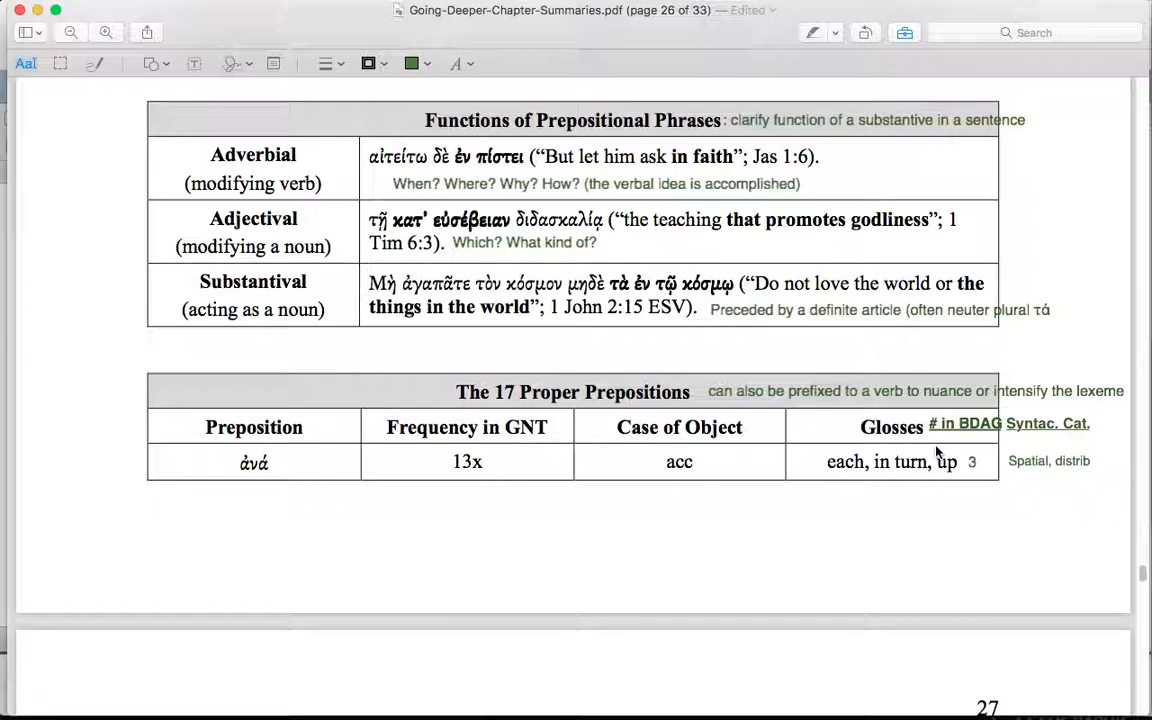 Going-Deeper-Chapter-Summaries.pdf (page 26 of 33) — Edited
Search
AaI
A
Functions of Prepositional Phrases : clarify function of a substantive in a sentence
Adverbial
(modifying verb)
αἰτείτω δὲ ἐν πίστει (“But let him ask in faith”; Jas 1:6).
When? Where? Why? How? (the verbal idea is accomplished)
Adjectival
(modifying a noun)
τῇ κατ’ εὐσέβειαν διδασκαλίᾳ (“the teaching that promotes godliness”; 1
Tim 6:3). Which? What kind of?
Substantival
(acting as a noun)
Μὴ ἀγαπᾶτε τὸν κόσμον μηδὲ τὰ ἐν τῷ κόσμῳ (“Do not love the world or the
things in the world”; 1 John 2:15 ESV). Preceded by a definite article (often neuter plural τά
The 17 Proper Prepositions can also be prefixed to a verb to nuance or intensify the lexeme
Preposition Frequency in GNT Case of Object Glosses # in BDAG Syntac. Cat.
ἀνά 13x acc each, in turn, up 3 Spatial, distrib
27